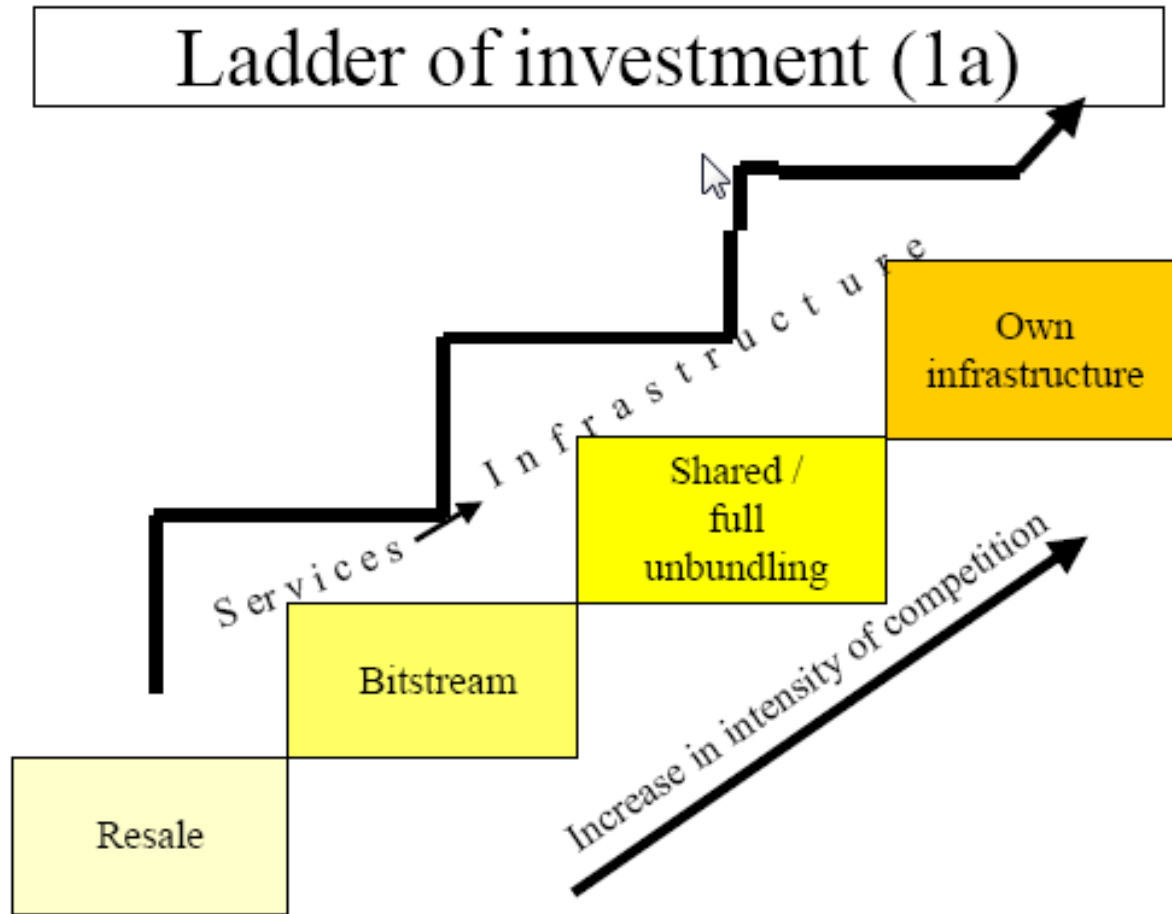 Ladder of investment (1a)
Services
Infrastructure
Own
infrastructure
Shared /
full
unbundling
Bitstream
Resale
Increase in intensity of competition